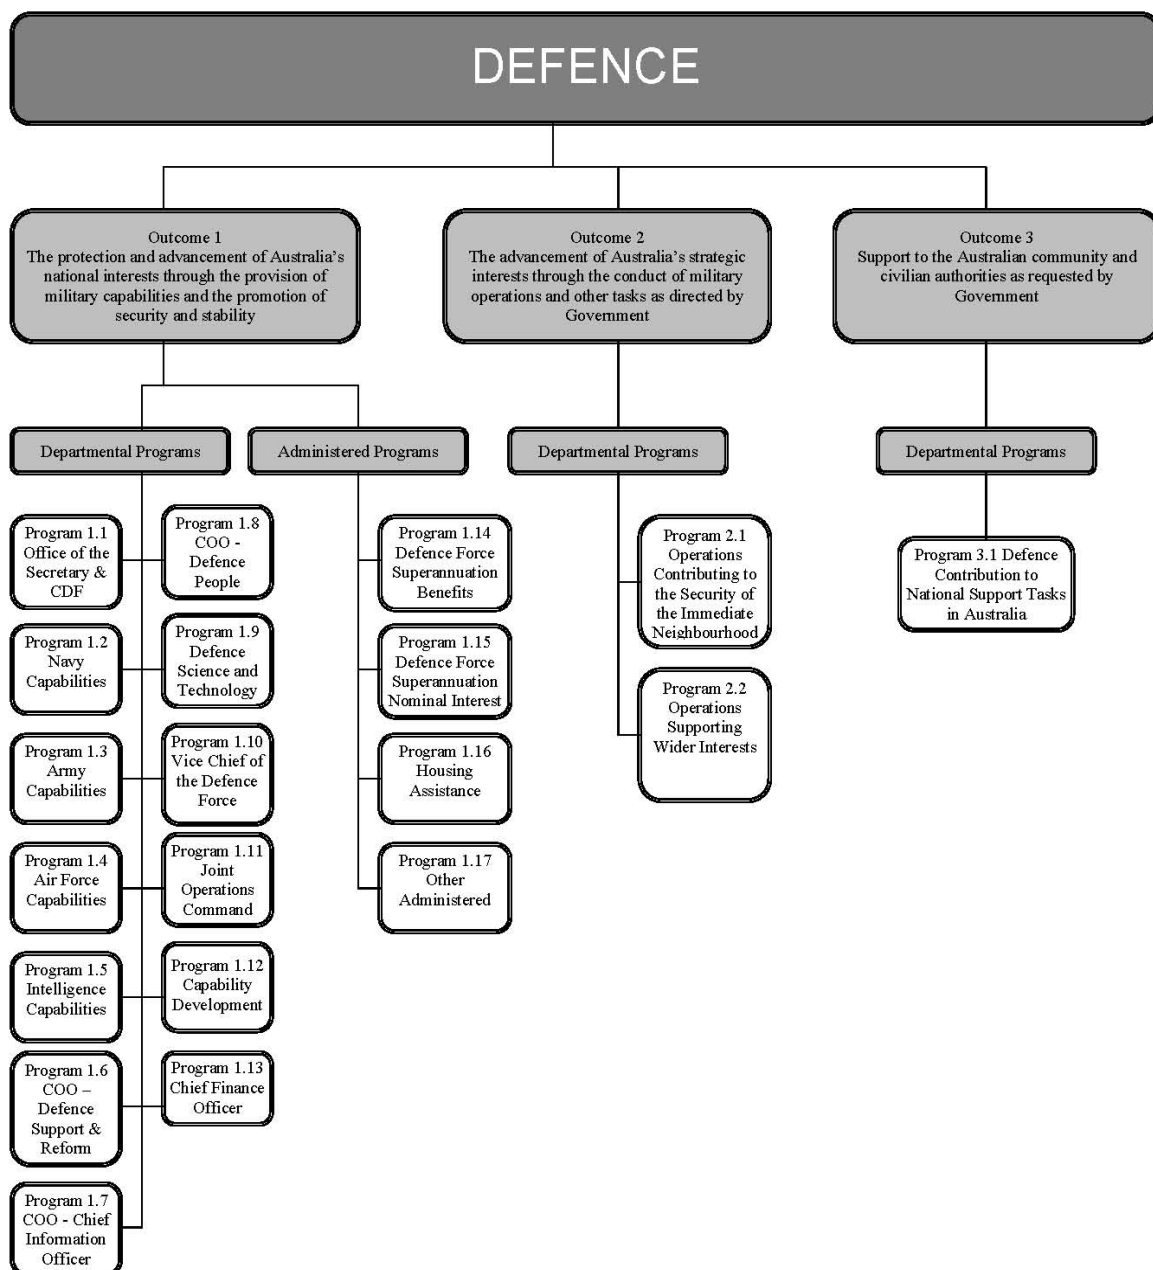 DEFENCE
Outcome 1
The protection and advancement of Australia’s
national interests through the provision of
military capabilities and the promotion of
security and stability
Outcome 2
The advancement of Australia’s strategic
interests through the conduct of military
operations and other tasks as directed by
Government
Outcome 3
Support to the Australian community and
civilian authorities as requested by
Government
Departmental Programs
Administered Programs
Departmental Programs
Departmental Programs
Program 1.1
Office of the
Secretary &
CDF
Program 1.2
Navy
Capabilities
Program 1.3
Army
Capabilities
Program 1.4
Air Force
Capabilities
Program 1.5
Intelligence
Capabilities
Program 1.6
COO –
Defence
Support &
Reform
Program 1.7
COO - Chief
Information
Officer
Program 1.8
COO -
Defence
People
Program 1.9
Defence
Science and
Technology
Program 1.10
Vice Chief of
the Defence
Force
Program 1.11
Joint
Operations
Command
Program 1.12
Capability
Development
Program 1.13
Chief Finance
Officer
Program 1.14
Defence Force
Superannuation
Benefits
Program 1.15
Defence Force
Superannuation
Nominal Interest
Program 1.16
Housing
Assistance
Program 1.17
Other
Administered
Program 2.1
Operations
Contributing to
the Security of
the Immediate
Neighbourhood
Program 2.2
Operations
Supporting
Wider Interests
Program 3.1 Defence
Contribution to
National Support Tasks
in Australia